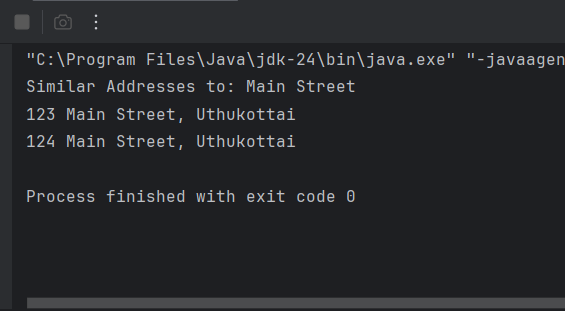 "C:\Program Files\Java\jdk-24\bin\java.exe" "-javaagen
Similar Addresses to: Main Street
123 Main Street, Uthukottai
124 Main Street, Uthukottai
Process finished with exit code 0